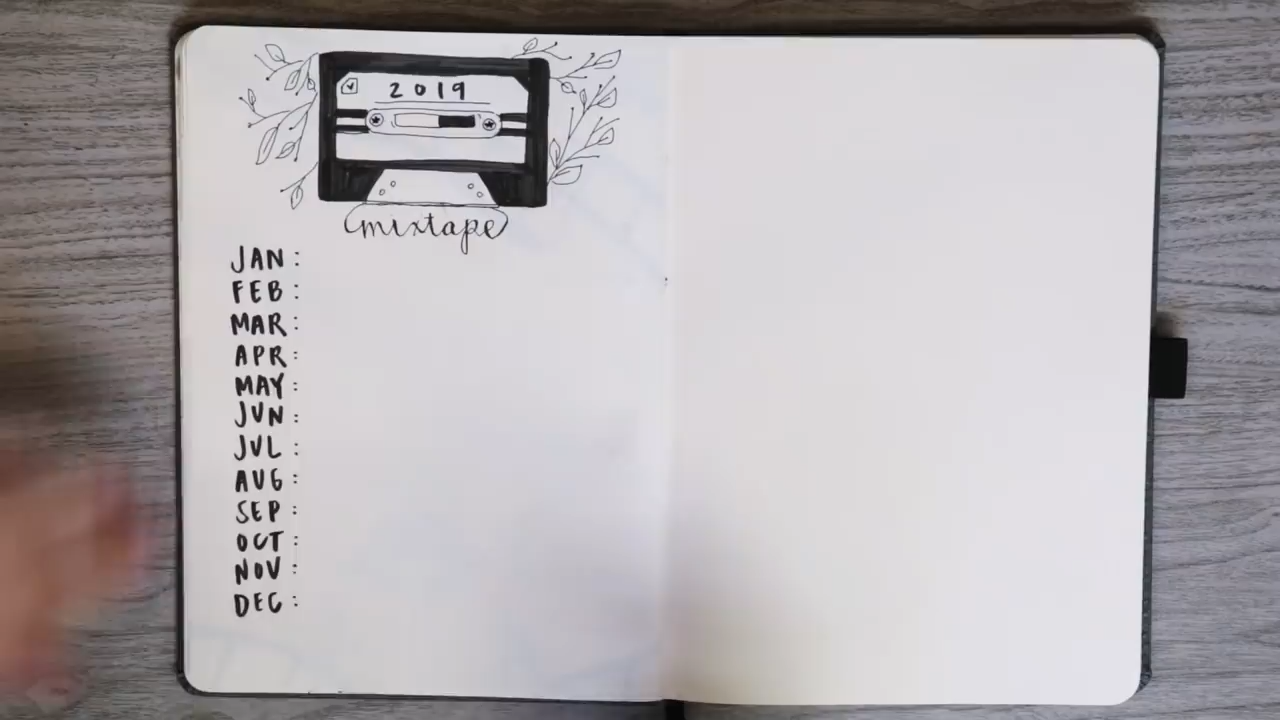 2019
mixtape
JAN:
FEB:
MAR:
APR:
MAY:
JUN:
JUL:
AUG:
SEP:
OCT:
NOV:
DEC: